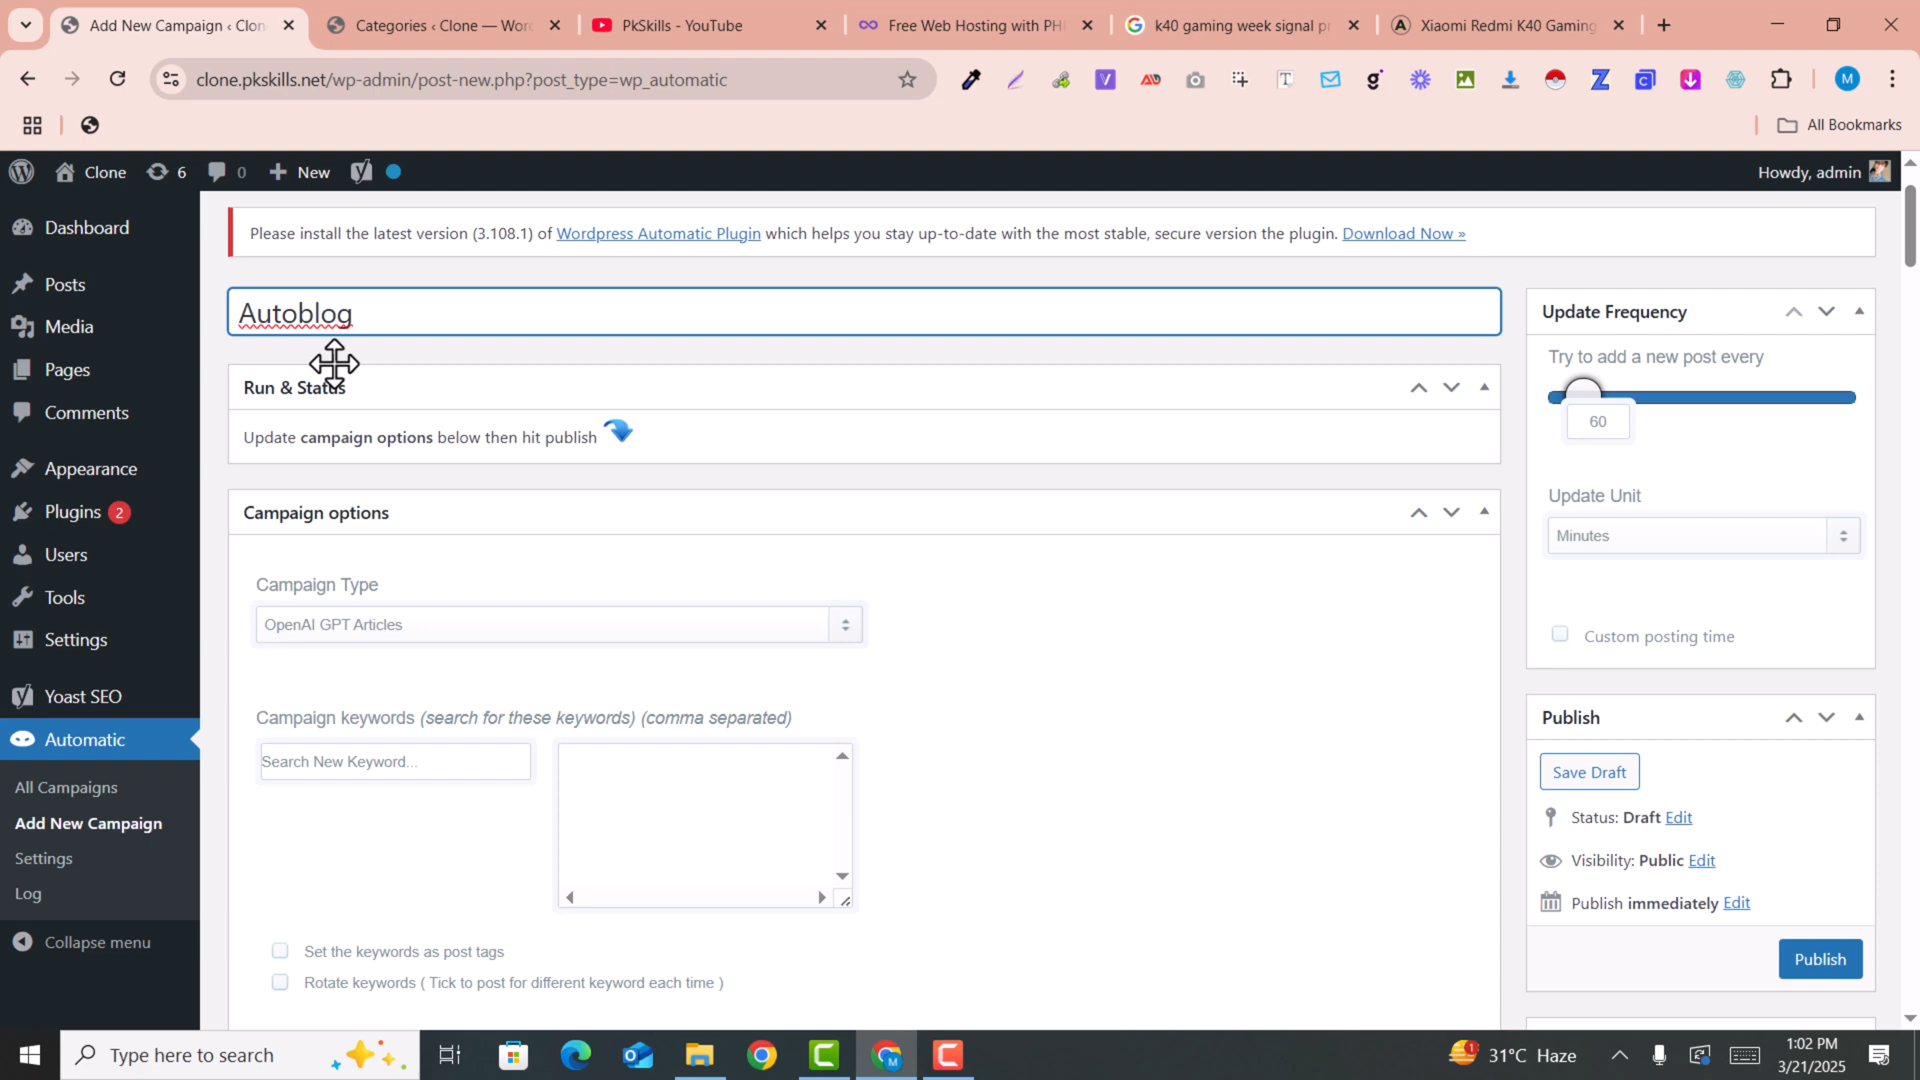 Add New Campaign ‹ Clon
Categories ‹ Clone — Wor
PkSkills - YouTube
Free Web Hosting with PH
k40 gaming week signal pr
Xiaomi Redmi K40 Gaming
clone.pkskills.net/wp-admin/post-new.php?post_type=wp_automatic
M
All Bookmarks
Clone
6
0
New
Howdy, admin
Dashboard
Posts
Media
Pages
Comments
Appearance
Plugins 2
Users
Tools
Settings
Yoast SEO
Automatic
All Campaigns
Add New Campaign
Settings
Log
Collapse menu
Please install the latest version (3.108.1) of Wordpress Automatic Plugin which helps you stay up-to-date with the most stable, secure version the plugin. Download Now »
Autoblog
Run & Status
Update campaign options below then hit publish
Campaign options
Campaign Type
OpenAI GPT Articles
Campaign keywords (search for these keywords) (comma separated)
Search New Keyword...
Set the keywords as post tags
Rotate keywords ( Tick to post for different keyword each time )
Update Frequency
Try to add a new post every
60
Update Unit
Minutes
Custom posting time
Publish
Save Draft
Status: Draft Edit
Visibility: Public Edit
Publish immediately Edit
Publish
Type here to search
31°C Haze
1:02 PM
3/21/2025